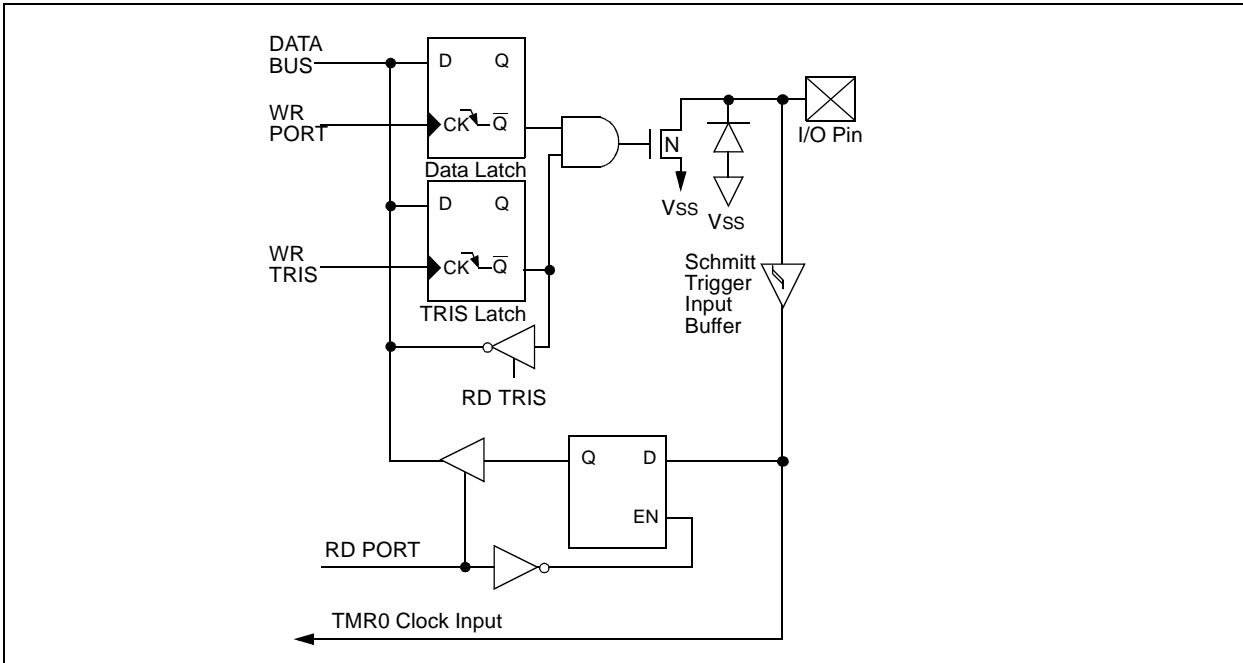 DATA
BUS
D Q
WR
PORT
CK Q̅
N
I/O Pin
Data Latch
VSS
VSS
D Q
WR
TRIS
CK Q̅
TRIS Latch
Schmitt
Trigger
Input
Buffer
RD TRIS
Q D
EN
RD PORT
TMR0 Clock Input